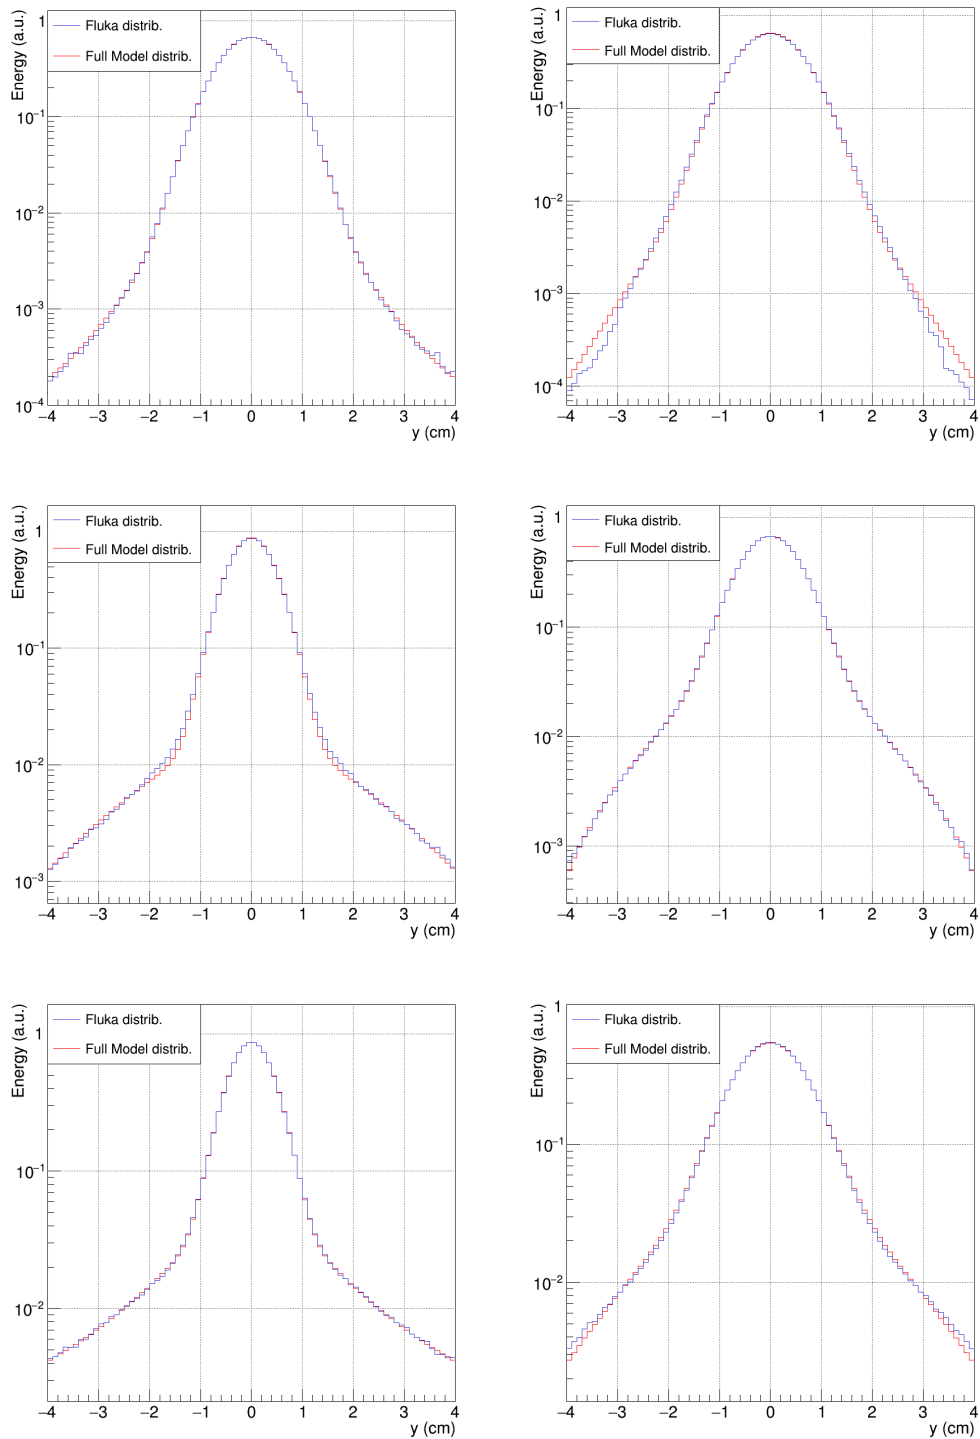 Energy (a.u.)
Fluka distrib.
Full Model distrib.
1
10⁻¹
10⁻²
10⁻³
10⁻⁴
−4 −3 −2 −1 0 1 2 3 4
y (cm)
Energy (a.u.)
Fluka distrib.
Full Model distrib.
1
10⁻¹
10⁻²
10⁻³
10⁻⁴
−4 −3 −2 −1 0 1 2 3 4
y (cm)
Energy (a.u.)
Fluka distrib.
Full Model distrib.
1
10⁻¹
10⁻²
10⁻³
−4 −3 −2 −1 0 1 2 3 4
y (cm)
Energy (a.u.)
Fluka distrib.
Full Model distrib.
1
10⁻¹
10⁻²
10⁻³
−4 −3 −2 −1 0 1 2 3 4
y (cm)
Energy (a.u.)
Fluka distrib.
Full Model distrib.
1
10⁻¹
10⁻²
−4 −3 −2 −1 0 1 2 3 4
y (cm)
Energy (a.u.)
Fluka distrib.
Full Model distrib.
1
10⁻¹
10⁻²
−4 −3 −2 −1 0 1 2 3 4
y (cm)